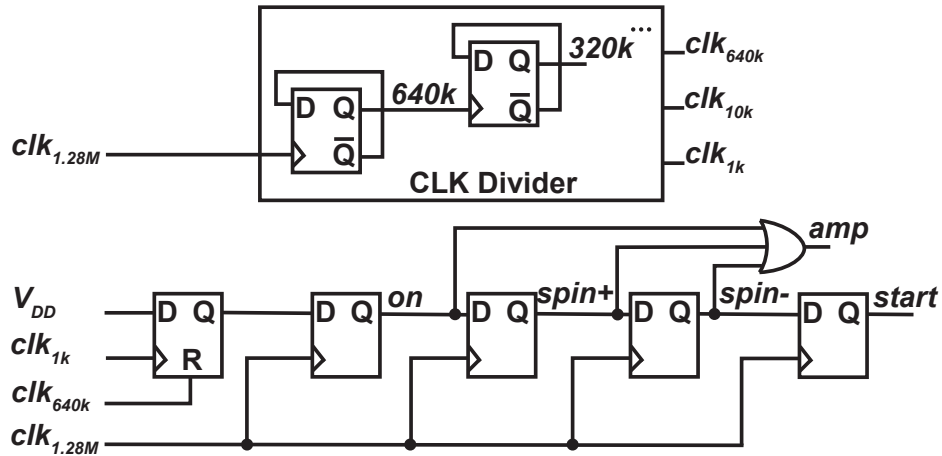 D Q 320k ... clk640k
D Q 640k Q̅ clk10k
clk1.28M Q̅ clk1k
CLK Divider
amp
VDD D Q D Q on D Q spin+ D Q spin- D Q start
clk1k R
clk640k
clk1.28M